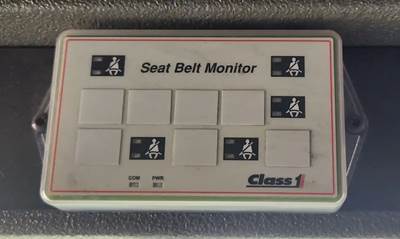 Seat Belt Monitor
COM PWR
Class 1